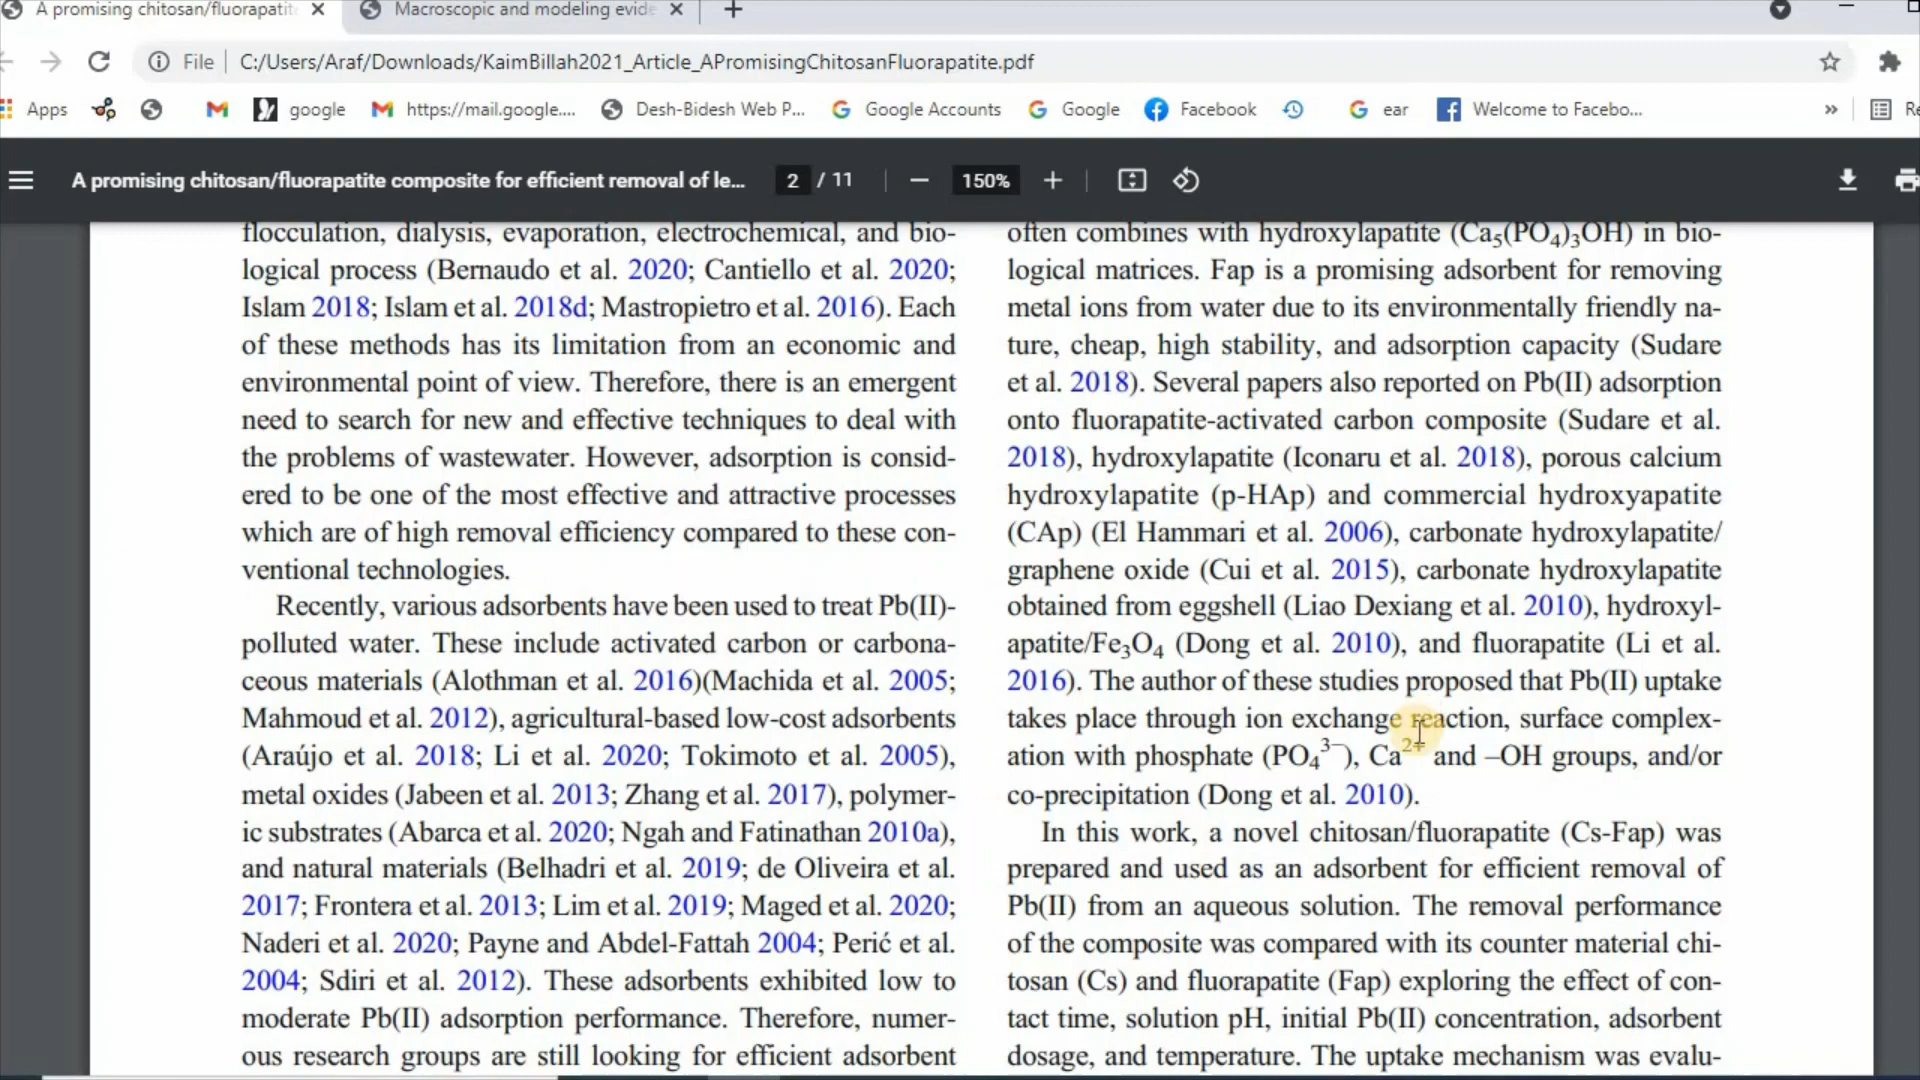 A promising chitosan/fluorapatit
Macroscopic and modeling evide
File
C:/Users/Araf/Downloads/KaimBillah2021_Article_APromisingChitosanFluorapatite.pdf
Apps
google
https://mail.google....
Desh-Bidesh Web P...
Google Accounts
Google
Facebook
ear
Welcome to Facebo...
»
Re
A promising chitosan/fluorapatite composite for efficient removal of le...
2 / 11
150%
flocculation, dialysis, evaporation, electrochemical, and bio-
logical process (Bernaudo et al. 2020; Cantiello et al. 2020;
Islam 2018; Islam et al. 2018d; Mastropietro et al. 2016). Each
of these methods has its limitation from an economic and
environmental point of view. Therefore, there is an emergent
need to search for new and effective techniques to deal with
the problems of wastewater. However, adsorption is consid-
ered to be one of the most effective and attractive processes
which are of high removal efficiency compared to these con-
ventional technologies.
Recently, various adsorbents have been used to treat Pb(II)-
polluted water. These include activated carbon or carbona-
ceous materials (Alothman et al. 2016)(Machida et al. 2005;
Mahmoud et al. 2012), agricultural-based low-cost adsorbents
(Araújo et al. 2018; Li et al. 2020; Tokimoto et al. 2005),
metal oxides (Jabeen et al. 2013; Zhang et al. 2017), polymer-
ic substrates (Abarca et al. 2020; Ngah and Fatinathan 2010a),
and natural materials (Belhadri et al. 2019; de Oliveira et al.
2017; Frontera et al. 2013; Lim et al. 2019; Maged et al. 2020;
Naderi et al. 2020; Payne and Abdel-Fattah 2004; Perić et al.
2004; Sdiri et al. 2012). These adsorbents exhibited low to
moderate Pb(II) adsorption performance. Therefore, numer-
ous research groups are still looking for efficient adsorbent
often combines with hydroxylapatite (Ca₅(PO₄)₃OH) in bio-
logical matrices. Fap is a promising adsorbent for removing
metal ions from water due to its environmentally friendly na-
ture, cheap, high stability, and adsorption capacity (Sudare
et al. 2018). Several papers also reported on Pb(II) adsorption
onto fluorapatite-activated carbon composite (Sudare et al.
2018), hydroxylapatite (Iconaru et al. 2018), porous calcium
hydroxylapatite (p-HAp) and commercial hydroxyapatite
(CAp) (El Hammari et al. 2006), carbonate hydroxylapatite/
graphene oxide (Cui et al. 2015), carbonate hydroxylapatite
obtained from eggshell (Liao Dexiang et al. 2010), hydroxyl-
apatite/Fe₃O₄ (Dong et al. 2010), and fluorapatite (Li et al.
2016). The author of these studies proposed that Pb(II) uptake
takes place through ion exchange reaction, surface complex-
ation with phosphate (PO₄³⁻), Ca²⁺ and –OH groups, and/or
co-precipitation (Dong et al. 2010).
In this work, a novel chitosan/fluorapatite (Cs-Fap) was
prepared and used as an adsorbent for efficient removal of
Pb(II) from an aqueous solution. The removal performance
of the composite was compared with its counter material chi-
tosan (Cs) and fluorapatite (Fap) exploring the effect of con-
tact time, solution pH, initial Pb(II) concentration, adsorbent
dosage, and temperature. The uptake mechanism was evalu-